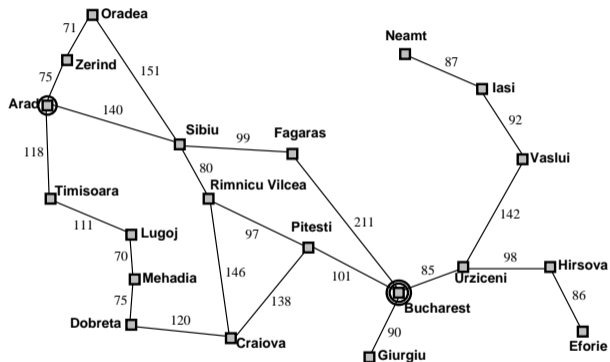 Oradea
71
Neamt
87
Zerind
151
75
Iasi
Arad
140
92
Sibiu
Fagaras
99
118
Vaslui
80
Rimnicu Vilcea
Timisoara
211
142
111
Lugoj
97
Pitesti
70
98
Hirsova
146
101
85
Urziceni
Mehadia
138
86
75
Bucharest
Dobreta
120
90
Craiova
Eforie
Giurgiu